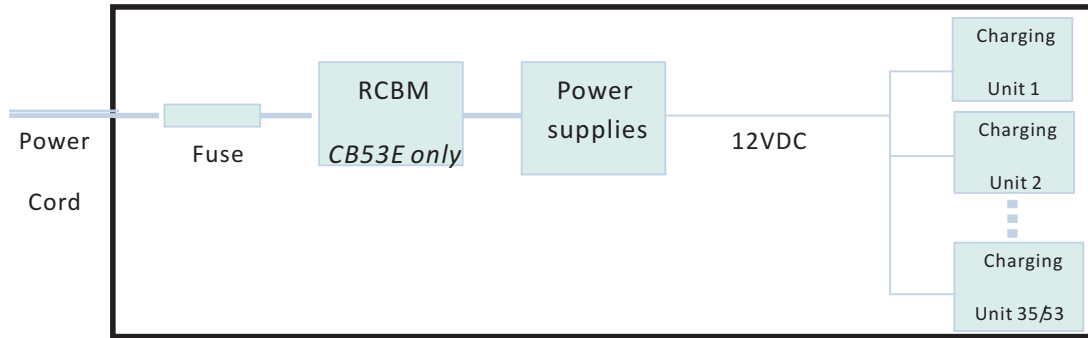 Power
Cord
Fuse
RCBM
CB53E only
Power
supplies
12VDC
Charging
Unit 1
Charging
Unit 2
Charging
Unit 35/53